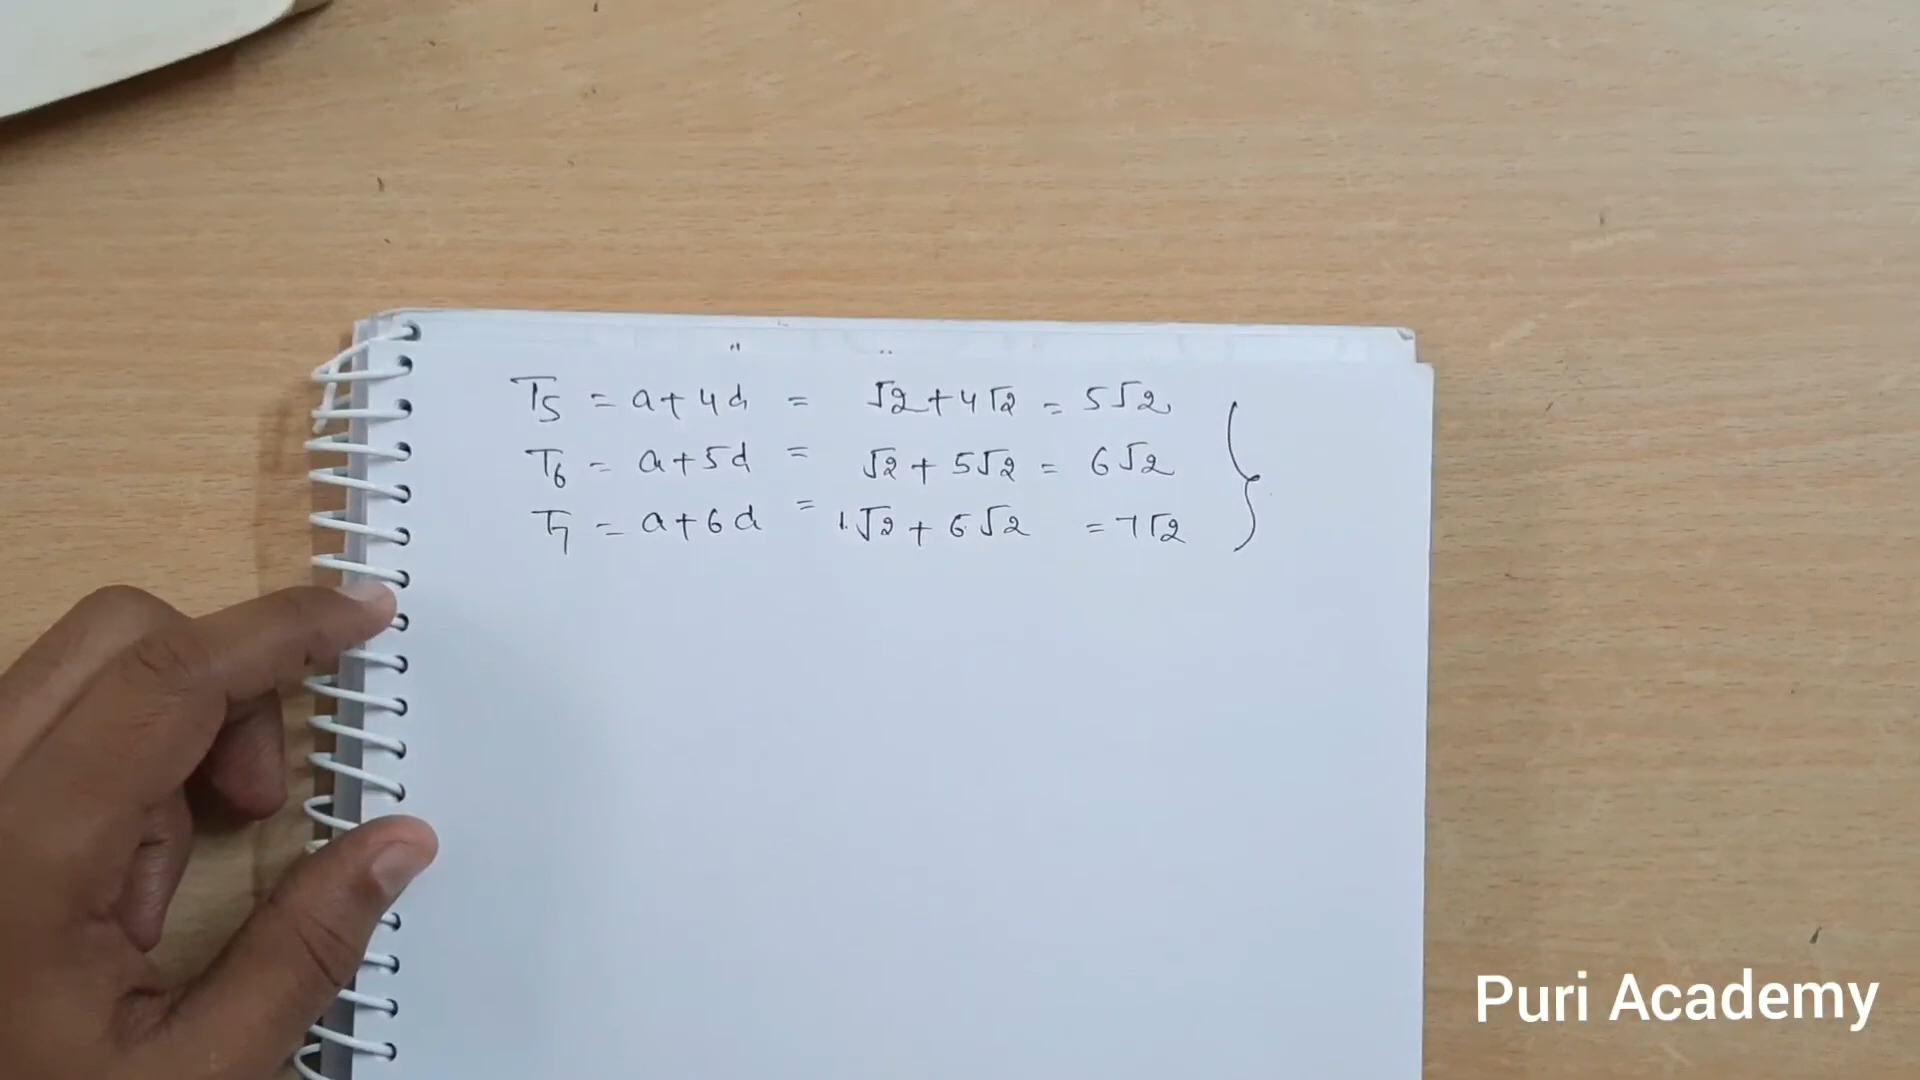 T5 = a+4d = √2+4√2 = 5√2
T6 = a+5d = √2+5√2 = 6√2
T7 = a+6d = 1.√2+6√2 = 7√2
Puri Academy